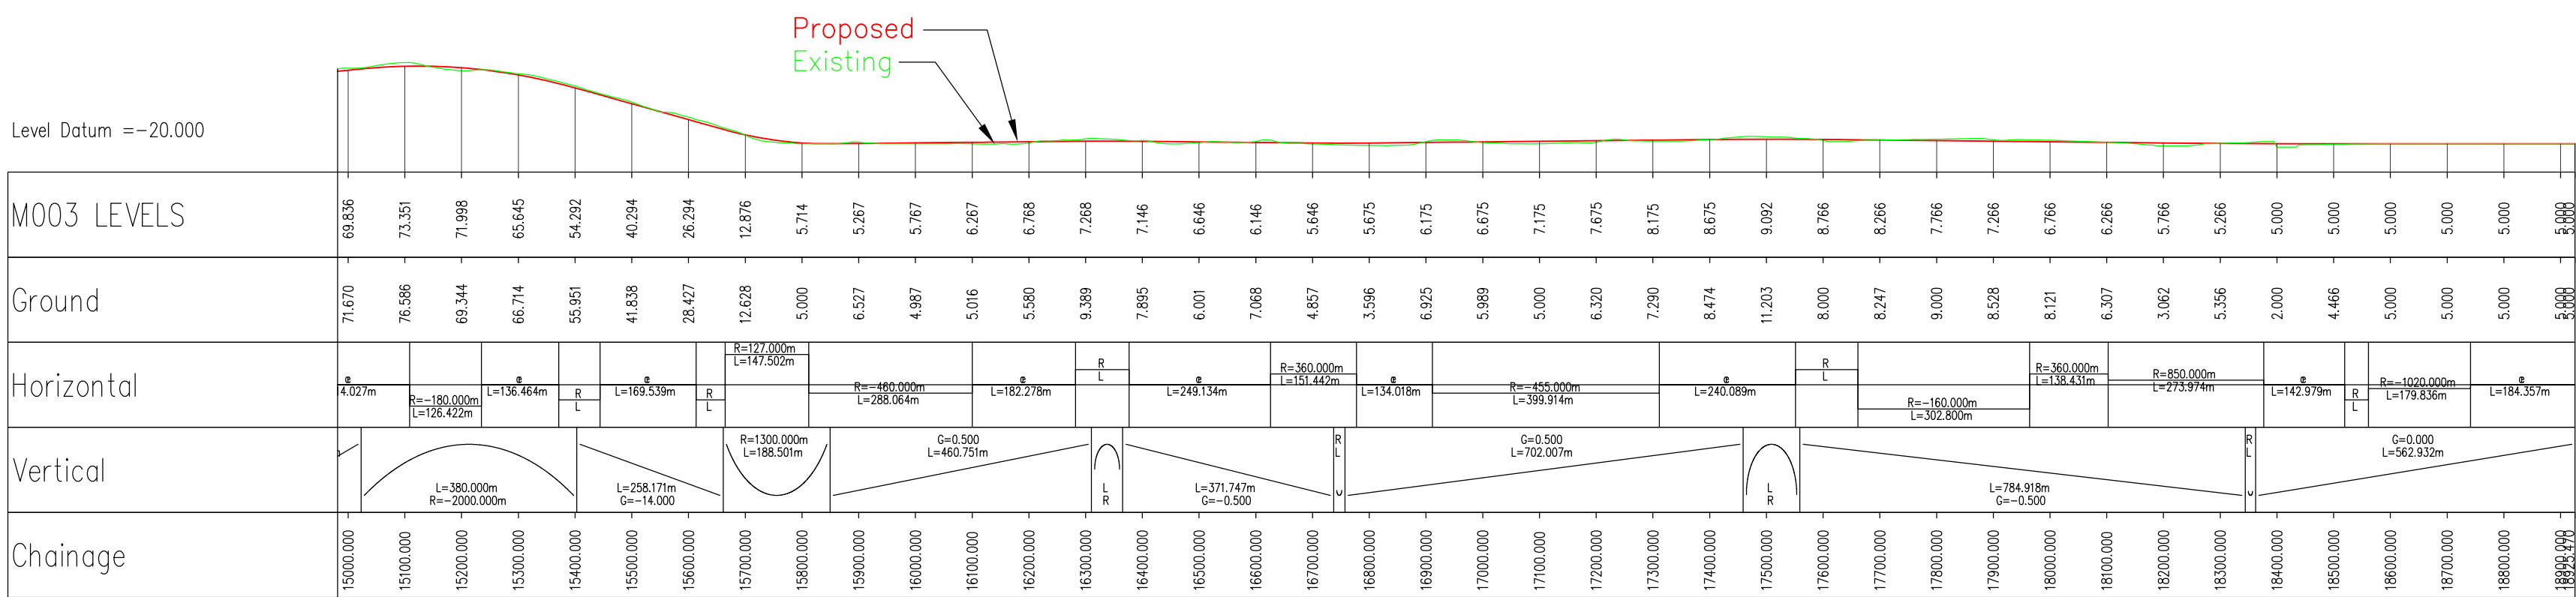 Proposed
Existing
Level Datum =-20.000
M003 LEVELS
69.836 73.351 71.998 65.645 54.292 40.294 26.294 12.876 5.714 5.267 5.767 6.267 6.768 7.268 7.146 6.646 6.146 5.646 5.675 6.175 6.675 7.175 7.675 8.175 8.675 9.092 8.766 8.266 7.766 7.266 6.766 6.266 5.766 5.266 5.000 5.000 5.000 5.000 5.000 5.000 5.000
Ground
71.670 76.586 69.344 66.714 55.951 41.838 28.427 12.628 5.000 6.527 4.987 5.016 5.580 9.389 7.895 6.001 7.068 4.857 3.596 6.925 5.989 5.000 6.320 7.290 8.474 11.203 8.000 8.247 9.000 8.528 8.121 6.307 3.062 5.356 2.000 4.466 5.000 5.000 5.000 5.000 5.000
Horizontal
4.027m
R=-180.000m
L=126.422m
L=136.464m
R
L
L=169.539m
R
L
R=127.000m
L=147.502m
R=-460.000m
L=288.064m
L=182.278m
R
L
L=249.134m
R=360.000m
L=151.442m
L=134.018m
R=-455.000m
L=399.914m
L=240.089m
R
L
R=-160.000m
L=302.800m
R=360.000m
L=138.431m
R=850.000m
L=273.974m
L=142.979m
R
L
R=-1020.000m
L=179.836m
L=184.357m
Vertical
L=380.000m
R=-2000.000m
L=258.171m
G=-14.000
R=1300.000m
L=188.501m
G=0.500
L=460.751m
L
R
L=371.747m
G=-0.500
R
L
G=0.500
L=702.007m
L
R
L=784.918m
G=-0.500
R
L
G=0.000
L=562.932m
Chainage
15000.000 15100.000 15200.000 15300.000 15400.000 15500.000 15600.000 15700.000 15800.000 15900.000 16000.000 16100.000 16200.000 16300.000 16400.000 16500.000 16600.000 16700.000 16800.000 16900.000 17000.000 17100.000 17200.000 17300.000 17400.000 17500.000 17600.000 17700.000 17800.000 17900.000 18000.000 18100.000 18200.000 18300.000 18400.000 18500.000 18600.000 18700.000 18800.000 18900.000 18925.470